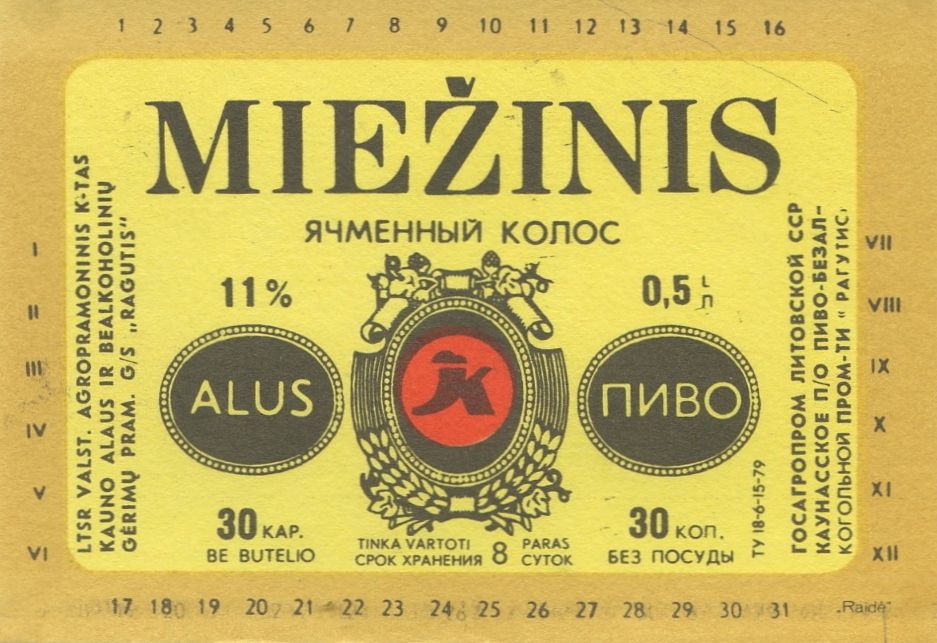 1 2 3 4 5 6 7 8 9 10 11 12 13 14 15 16
MIEŽINIS
ЯЧМЕННЫЙ КОЛОС
11%
0,5 L
Л
ALUS
ПИВО
30 KAP.
BE BUTELIO
TINKA VARTOTI 8 PARAS
СРОК ХРАНЕНИЯ СУТОК
30 КОП.
БЕЗ ПОСУДЫ
LTSR VALST. AGROPRAMONINIS K-TAS
KAUNO ALAUS IR BEALKOHOLINIŲ
GĖRIMŲ PRAM. G/S „RAGUTIS"
ТУ 18-6-15-79
ГОСАГРОПРОМ ЛИТОВСКОЙ ССР
КАУНАССКОЕ П/О ПИВО-БЕЗАЛ-
КОГОЛЬНОЙ ПРОМ-ТИ "РАГУТИС„
I
II
III
IV
V
VI
VII
VIII
IX
X
XI
XII
17 18 19 20 21 22 23 24 25 26 27 28 29 30 31
„Raidė"